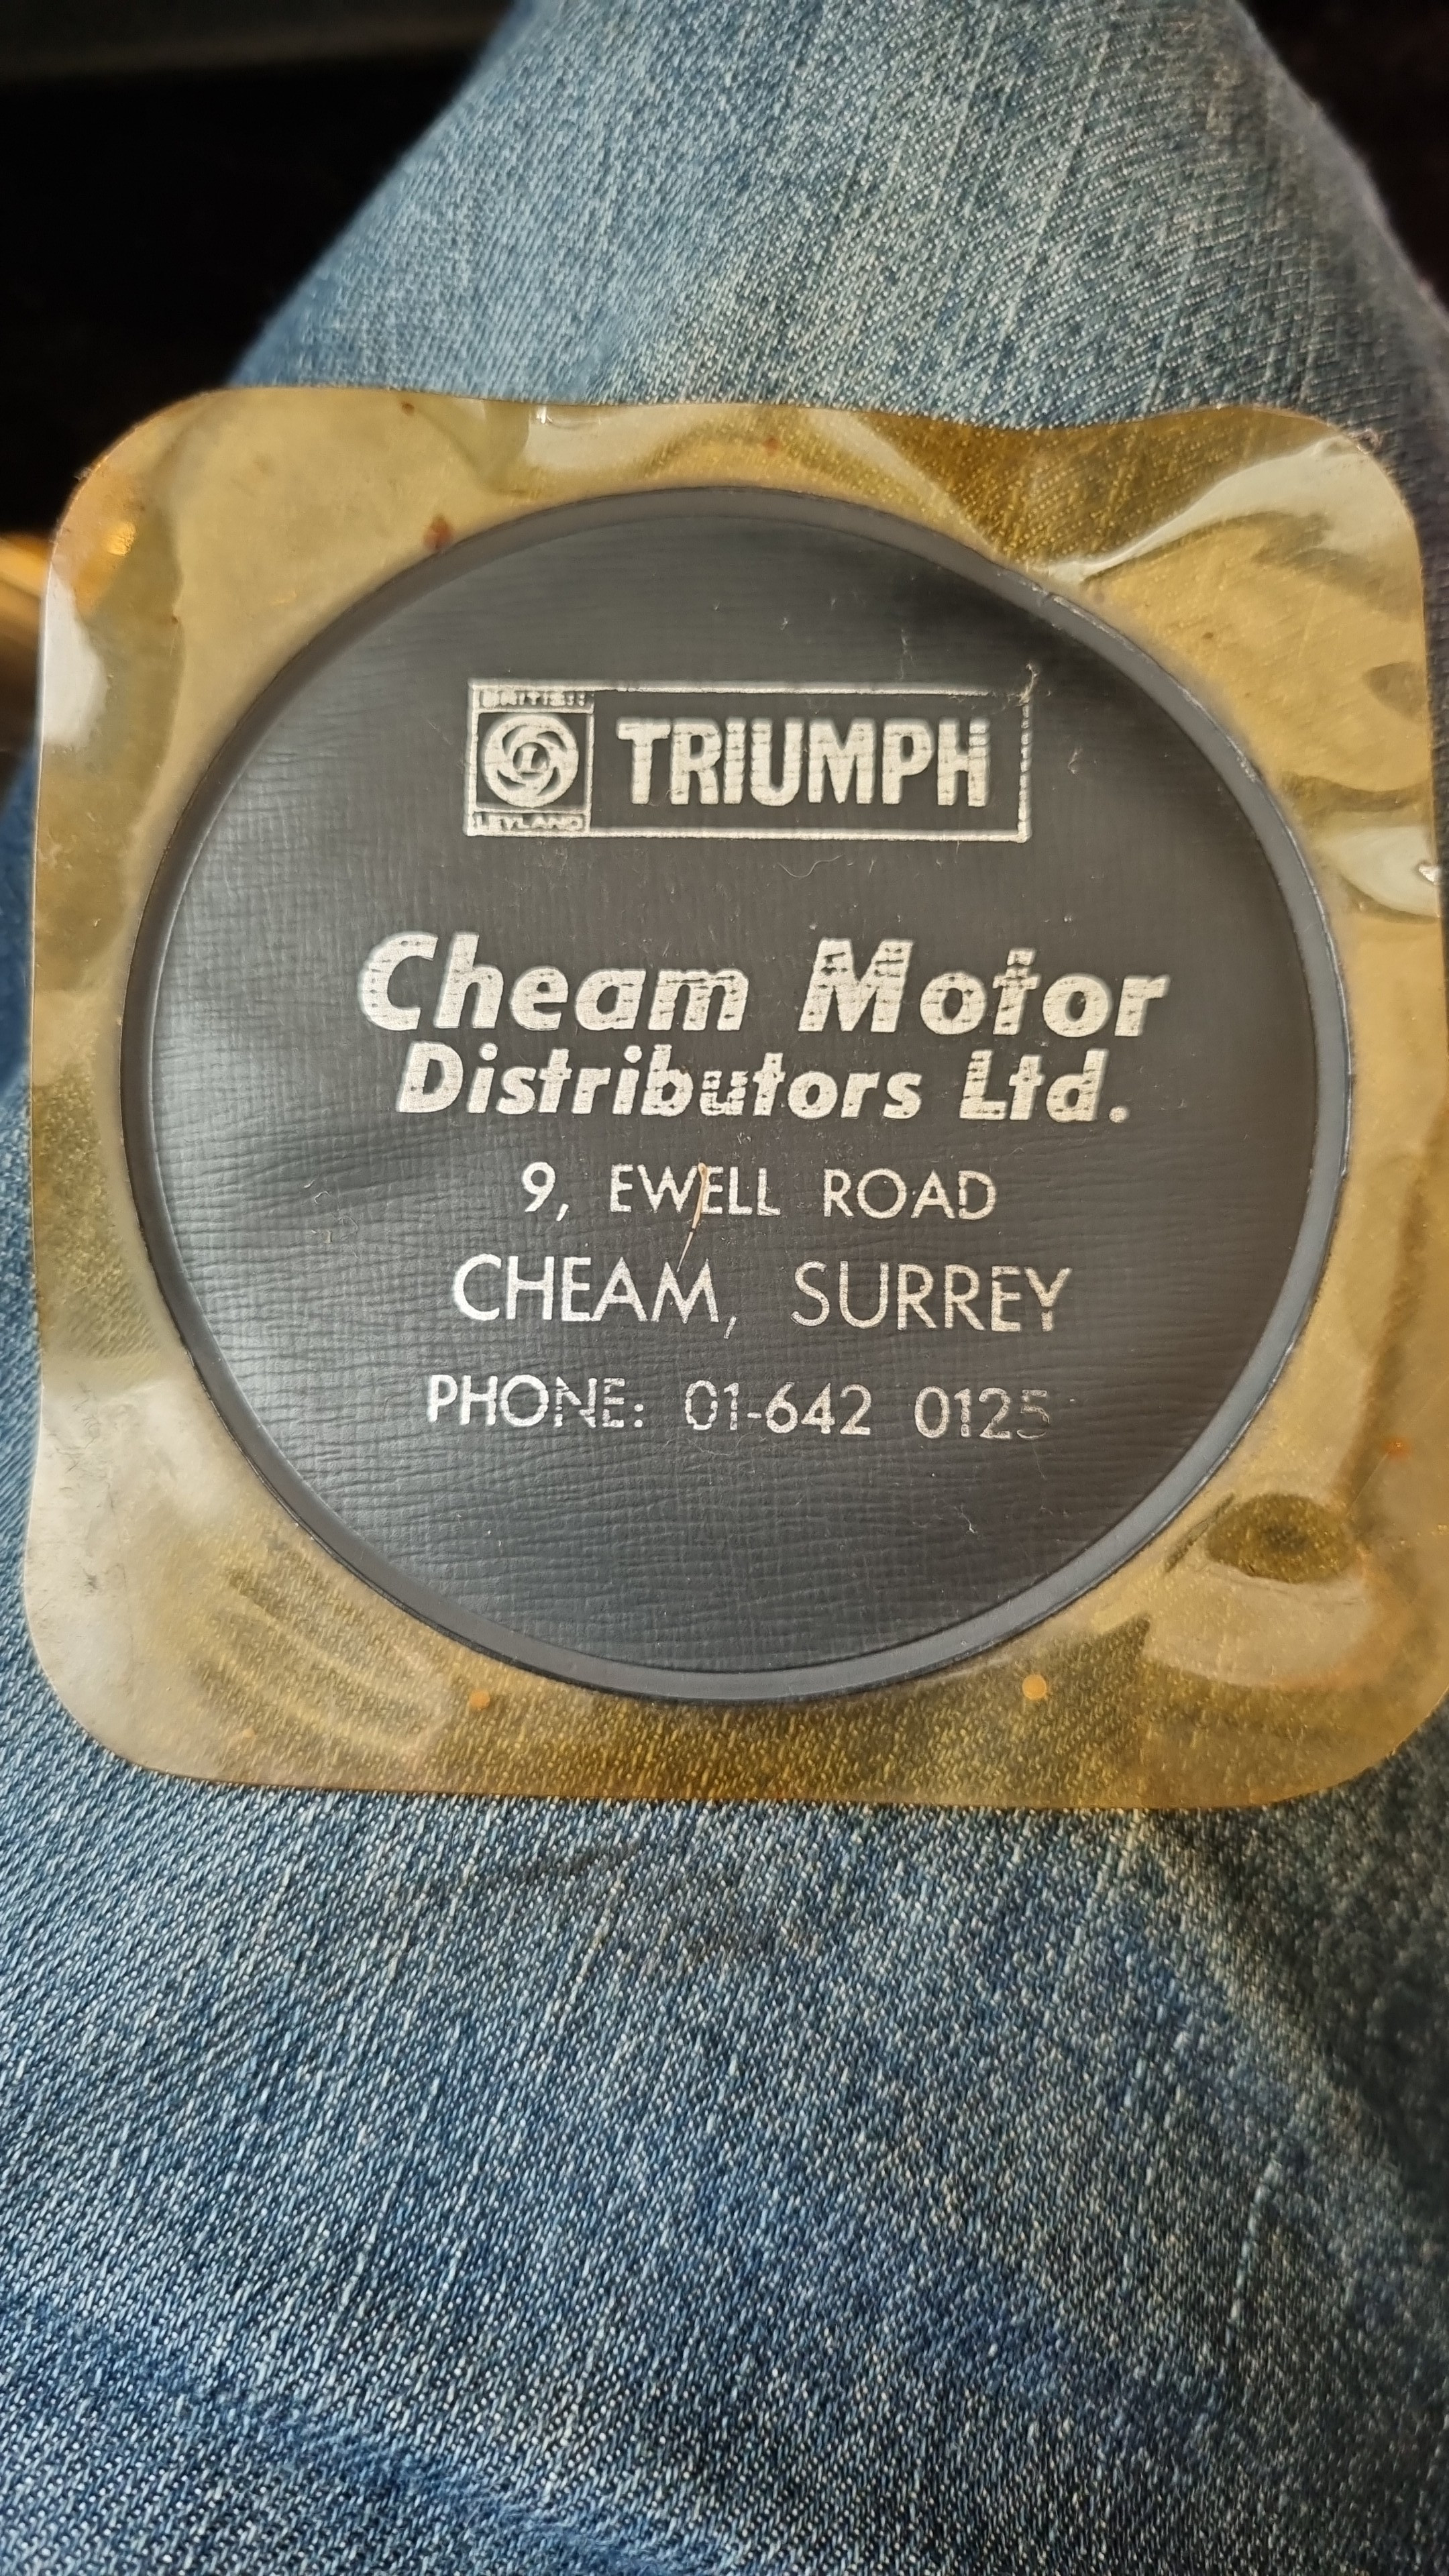 BRITISH
TRIUMPH
LEYLAND
Cheam Motor
Distributors Ltd.
9, EWELL ROAD
CHEAM, SURREY
PHONE: 01-642 0125